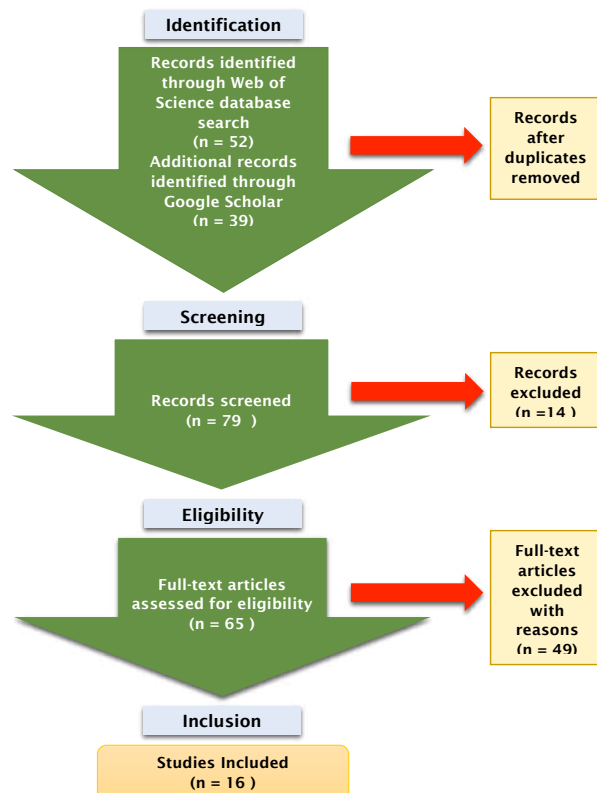 Identification
Records identified
through Web of
Science database
search
(n = 52)
Additional records
identified through
Google Scholar
(n = 39)
Records
after
duplicates
removed
Screening
Records screened
(n = 79 )
Records
excluded
(n =14 )
Eligibility
Full-text articles
assessed for eligibility
(n = 65 )
Full-text
articles
excluded
with
reasons
(n = 49)
Inclusion
Studies Included
(n = 16 )